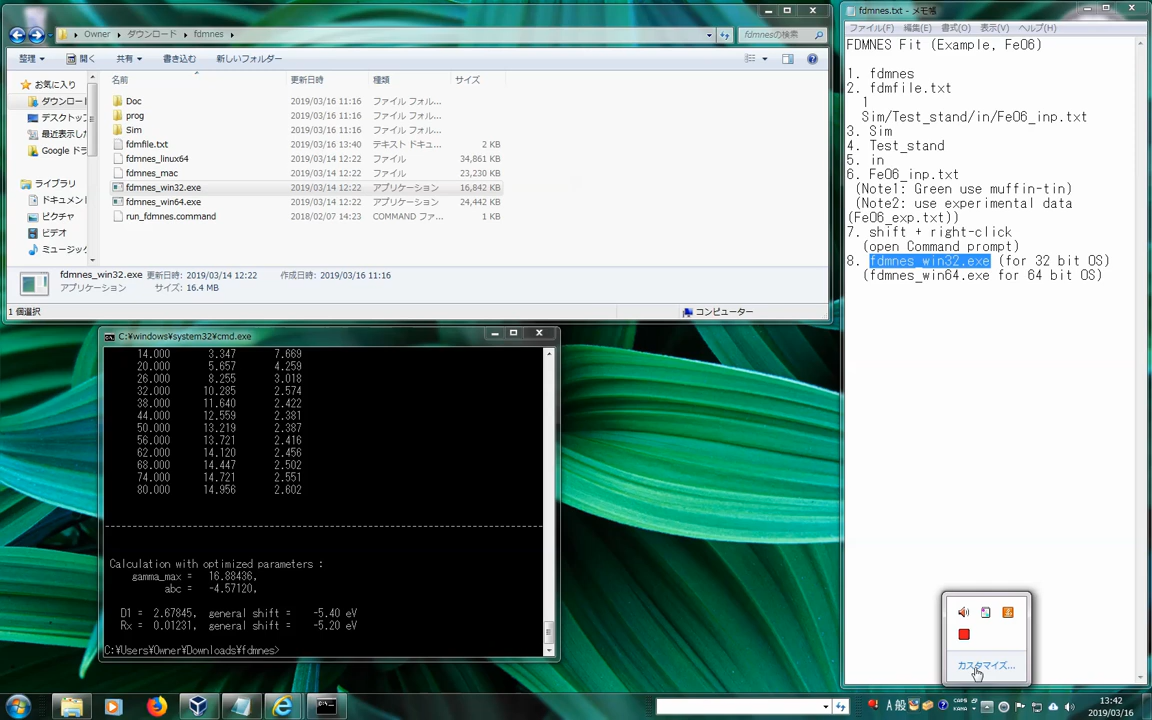 Owner ▸ ダウンロード ▸ fdmnes ▸
fdmnesの検索
整理 開く 共有 書き込む 新しいフォルダー
お気に入り
ダウンロー
デスクトッ
最近表示し
Google ド
ライブラリ
ドキュメン
ピクチャ
ビデオ
ミュージッ
名前 更新日時 種類 サイズ
Doc 2019/03/16 11:16 ファイル フォル...
prog 2019/03/16 11:16 ファイル フォル...
Sim 2019/03/16 11:16 ファイル フォル...
fdmfile.txt 2019/03/16 13:40 テキスト ドキュ... 2 KB
fdmnes_linux64 2019/03/14 12:22 ファイル 34,861 KB
fdmnes_mac 2019/03/14 12:22 ファイル 23,230 KB
fdmnes_win32.exe 2019/03/14 12:22 アプリケーション 16,842 KB
fdmnes_win64.exe 2019/03/14 12:22 アプリケーション 24,442 KB
run_fdmnes.command 2018/02/07 14:23 COMMAND ファ... 1 KB
fdmnes_win32.exe 更新日時: 2019/03/14 12:22 作成日時: 2019/03/16 11:16
アプリケーション サイズ: 16.4 MB
1 個選択 コンピューター
C:¥windows¥system32¥cmd.exe
14.000 3.347 7.669
20.000 5.657 4.259
26.000 8.255 3.018
32.000 10.285 2.574
38.000 11.640 2.422
44.000 12.559 2.381
50.000 13.219 2.387
56.000 13.721 2.416
62.000 14.120 2.456
68.000 14.447 2.502
74.000 14.721 2.551
80.000 14.956 2.602
Calculation with optimized parameters :
gamma_max = 16.88436,
abc = -4.57120,
D1 = 2.67845, general shift = -5.40 eV
Rx = 0.01231, general shift = -5.20 eV
C:¥Users¥Owner¥Downloads¥fdmnes>
fdmnes.txt - メモ帳
ファイル(F) 編集(E) 書式(O) 表示(V) ヘルプ(H)
FDMNES Fit (Example, FeO6)
1. fdmnes
2. fdmfile.txt
1
Sim/Test_stand/in/FeO6_inp.txt
3. Sim
4. Test_stand
5. in
6. FeO6_inp.txt
(Note1: Green use muffin-tin)
(Note2: use experimental data
(FeO6_exp.txt))
7. shift + right-click
(open Command prompt)
8. fdmnes_win32.exe (for 32 bit OS)
(fdmnes_win64.exe for 64 bit OS)
カスタマイズ...
A 般
CAPS
KANA
13:42
2019/03/16